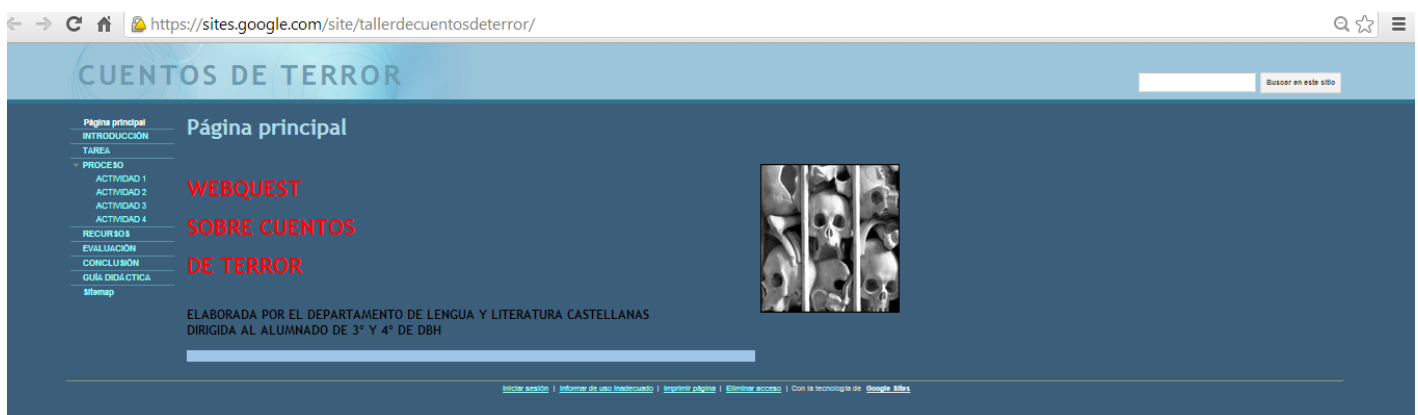 https://sites.google.com/site/tallerdecuentosdeterror/
CUENTOS DE TERROR
Buscar en este sitio
Página principal
INTRODUCCIÓN
TAREA
PROCESO
ACTIVIDAD 1
ACTIVIDAD 2
ACTIVIDAD 3
ACTIVIDAD 4
RECURSOS
EVALUACIÓN
CONCLUSIÓN
GUÍA DIDÁCTICA
Sitemap
Página principal
WEBQUEST
SOBRE CUENTOS
DE TERROR
ELABORADA POR EL DEPARTAMENTO DE LENGUA Y LITERATURA CASTELLANAS
DIRIGIDA AL ALUMNADO DE 3º Y 4º DE DBH
Iniciar sesión | Informar de uso inadecuado | Imprimir página | Eliminar acceso | Con la tecnología de Google Sites